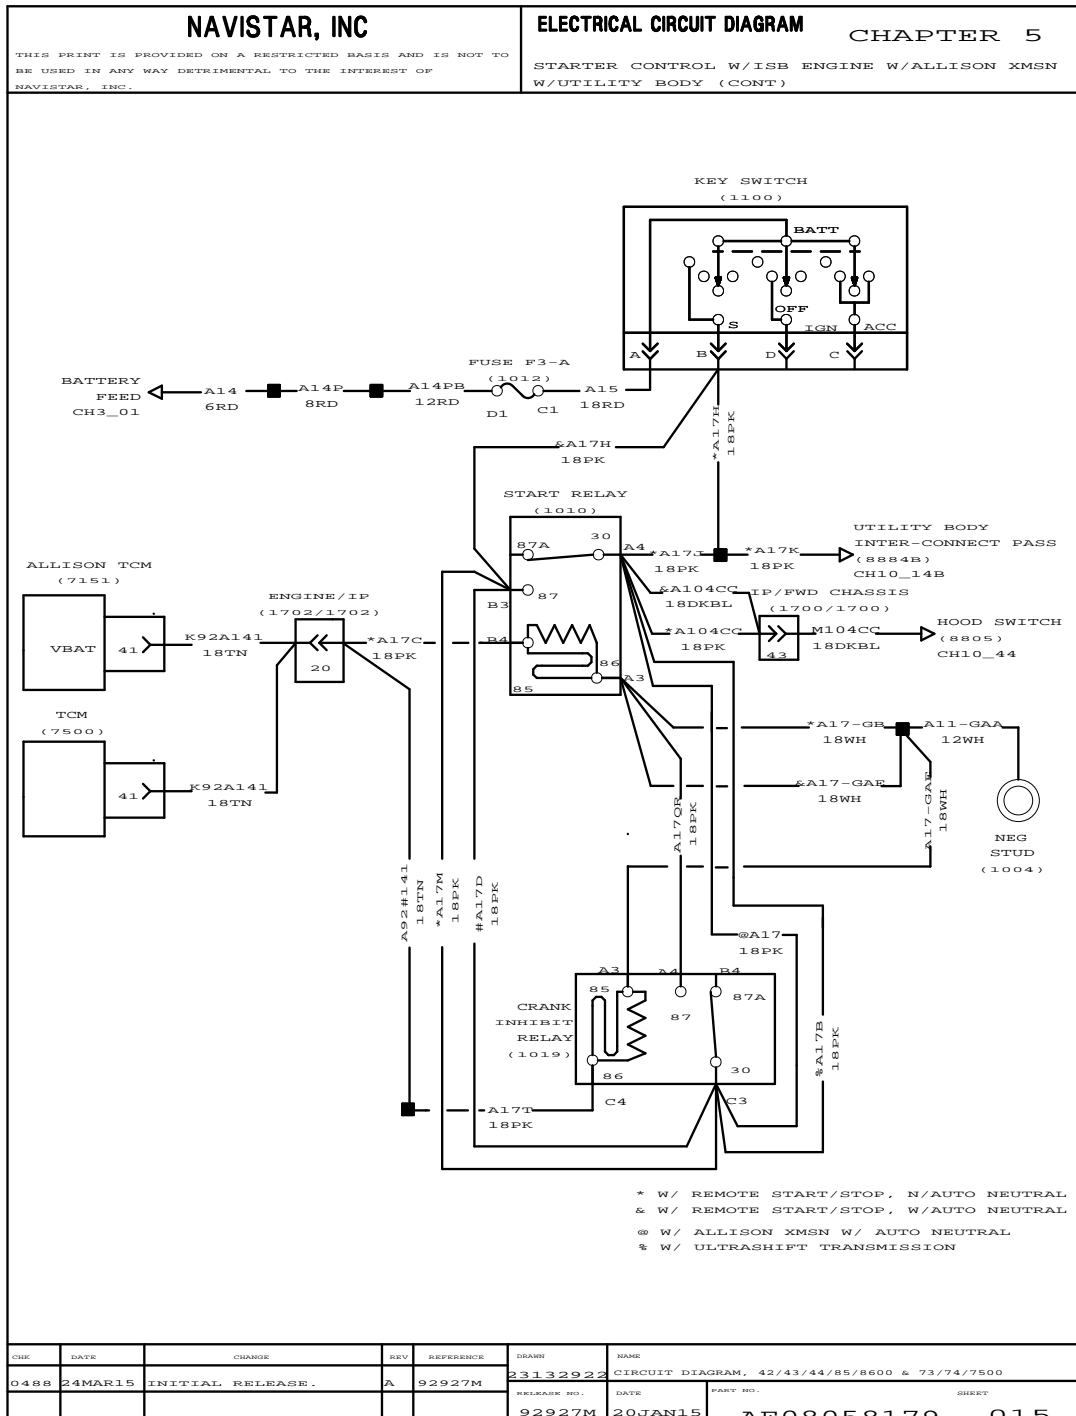 NAVISTAR, INC
THIS PRINT IS PROVIDED ON A RESTRICTED BASIS AND IS NOT TO
BE USED IN ANY WAY DETRIMENTAL TO THE INTEREST OF
NAVISTAR, INC.
ELECTRICAL CIRCUIT DIAGRAM
CHAPTER 5
STARTER CONTROL W/ISB ENGINE W/ALLISON XMSN
W/UTILITY BODY (CONT)
KEY SWITCH
(1100)
BATT
OFF
S
IGN
ACC
A
B
D
C
BATTERY
FEED
CH3_01
A14
6RD
A14P
8RD
A14PB
12RD
FUSE F3-A
(1012)
D1
C1
A15
18RD
*A17H
18PK
&A17H
18PK
START RELAY
(1010)
87A
30
A4
87
B3
B4
86
85
A3
*A17J
18PK
*A17K
18PK
UTILITY BODY
INTER-CONNECT PASS
(8884B)
CH10_14B
&A104CC
18DKBL
IP/FWD CHASSIS
(1700/1700)
*A104CC
18PK
43
M104CC
18DKBL
HOOD SWITCH
(8805)
CH10_44
ALLISON TCM
(7151)
VBAT
41
K92A141
18TN
ENGINE/IP
(1702/1702)
20
*A17C
18PK
TCM
(7500)
41
K92A141
18TN
*A17-GB
18WH
A11-GAA
12WH
&A17-GAE
18WH
A17-GAE
18WH
NEG
STUD
(1004)
A17QR
18PK
A92#141
18TN
*A17M
18PK
#A17D
18PK
@A17
18PK
%A17B
18PK
A3
A4
B4
85
87
87A
CRANK
INHIBIT
RELAY
(1019)
86
30
C4
C3
A17T
18PK
* W/ REMOTE START/STOP, N/AUTO NEUTRAL
& W/ REMOTE START/STOP, W/AUTO NEUTRAL
@ W/ ALLISON XMSN W/ AUTO NEUTRAL
% W/ ULTRASHIFT TRANSMISSION
CHK DATE CHANGE REV REFERENCE DRAWN NAME
0488 24MAR15 INITIAL RELEASE. A 92927M 23132922 CIRCUIT DIAGRAM, 42/43/44/85/8600 & 73/74/7500
RELEASE NO. DATE PART NO. SHEET
92927M 20JAN15 AE08058179 015